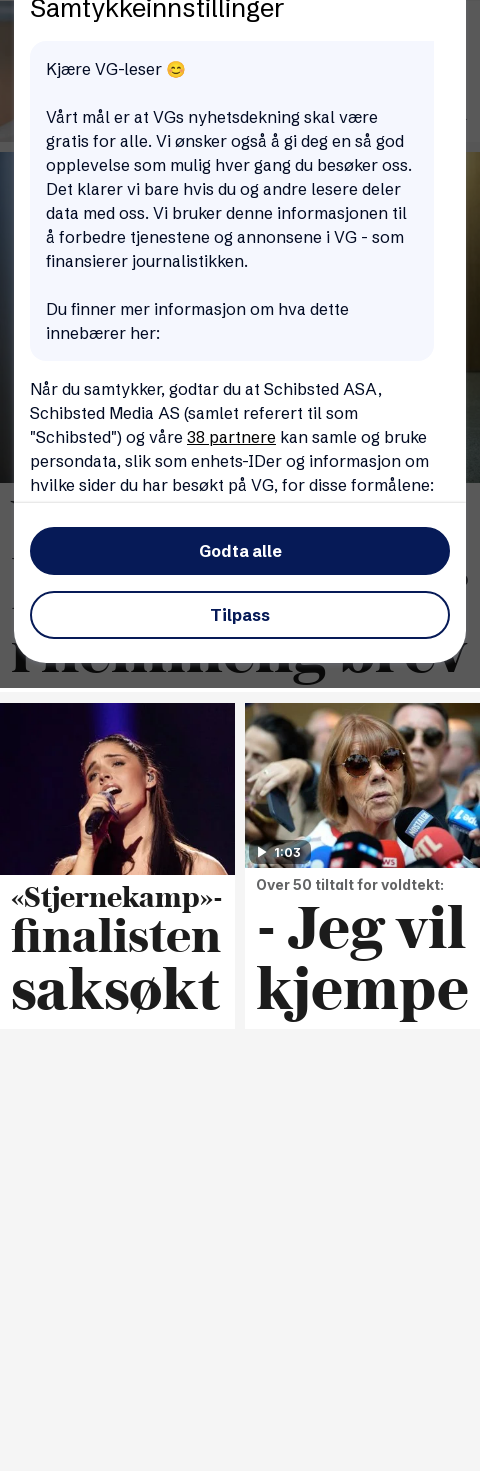 Samtykkeinnstillinger
Kjære VG-leser 😊
Vårt mål er at VGs nyhetsdekning skal være
gratis for alle. Vi ønsker også å gi deg en så god
opplevelse som mulig hver gang du besøker oss.
Det klarer vi bare hvis du og andre lesere deler
data med oss. Vi bruker denne informasjonen til
å forbedre tjenestene og annonsene i VG - som
finansierer journalistikken.
Du finner mer informasjon om hva dette
innebærer her:
Når du samtykker, godtar du at Schibsted ASA,
Schibsted Media AS (samlet referert til som
"Schibsted") og våre 38 partnere kan samle og bruke
persondata, slik som enhets-IDer og informasjon om
hvilke sider du har besøkt på VG, for disse formålene:
Godta alle
Tilpass
1:03
«Stjernekamp»-
finalisten
saksøkt
Over 50 tiltalt for voldtekt:
- Jeg vil
kjempe